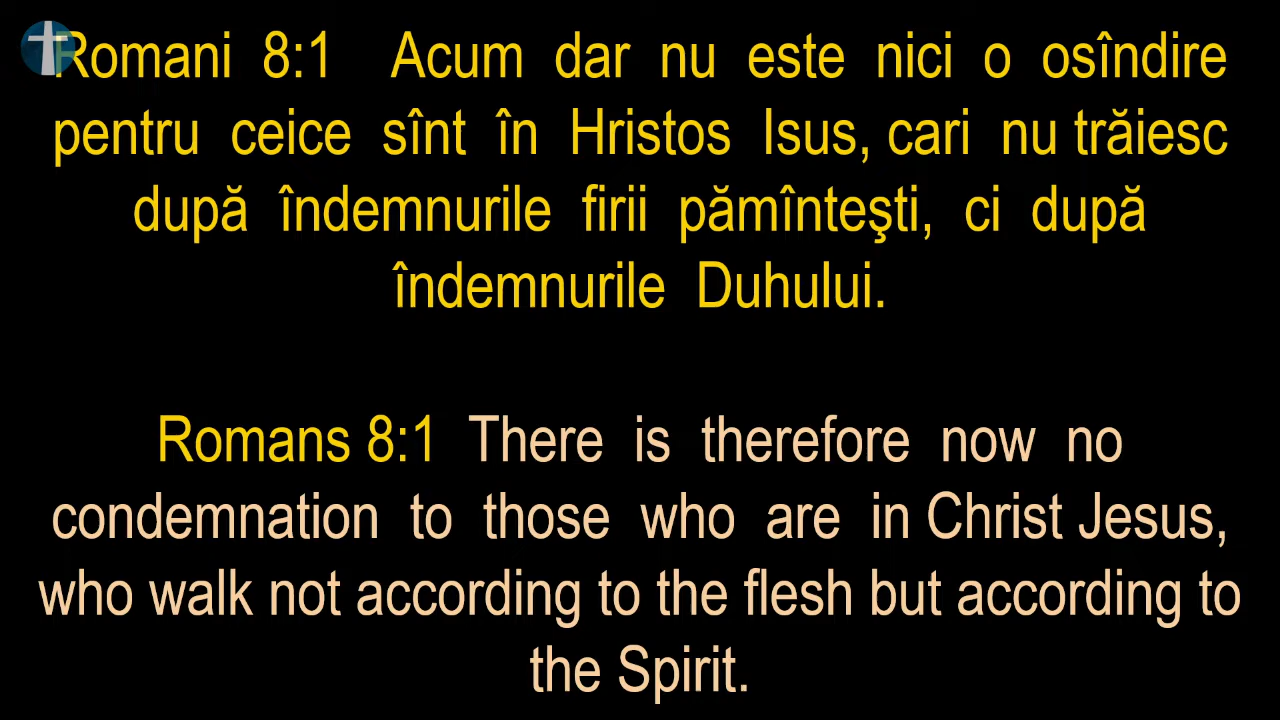 Romani 8:1 Acum dar nu este nici o osîndire
pentru ceice sînt în Hristos Isus, cari nu trăiesc
după îndemnurile firii pămînteşti, ci după
îndemnurile Duhului.
Romans 8:1 There is therefore now no
condemnation to those who are in Christ Jesus,
who walk not according to the flesh but according to
the Spirit.